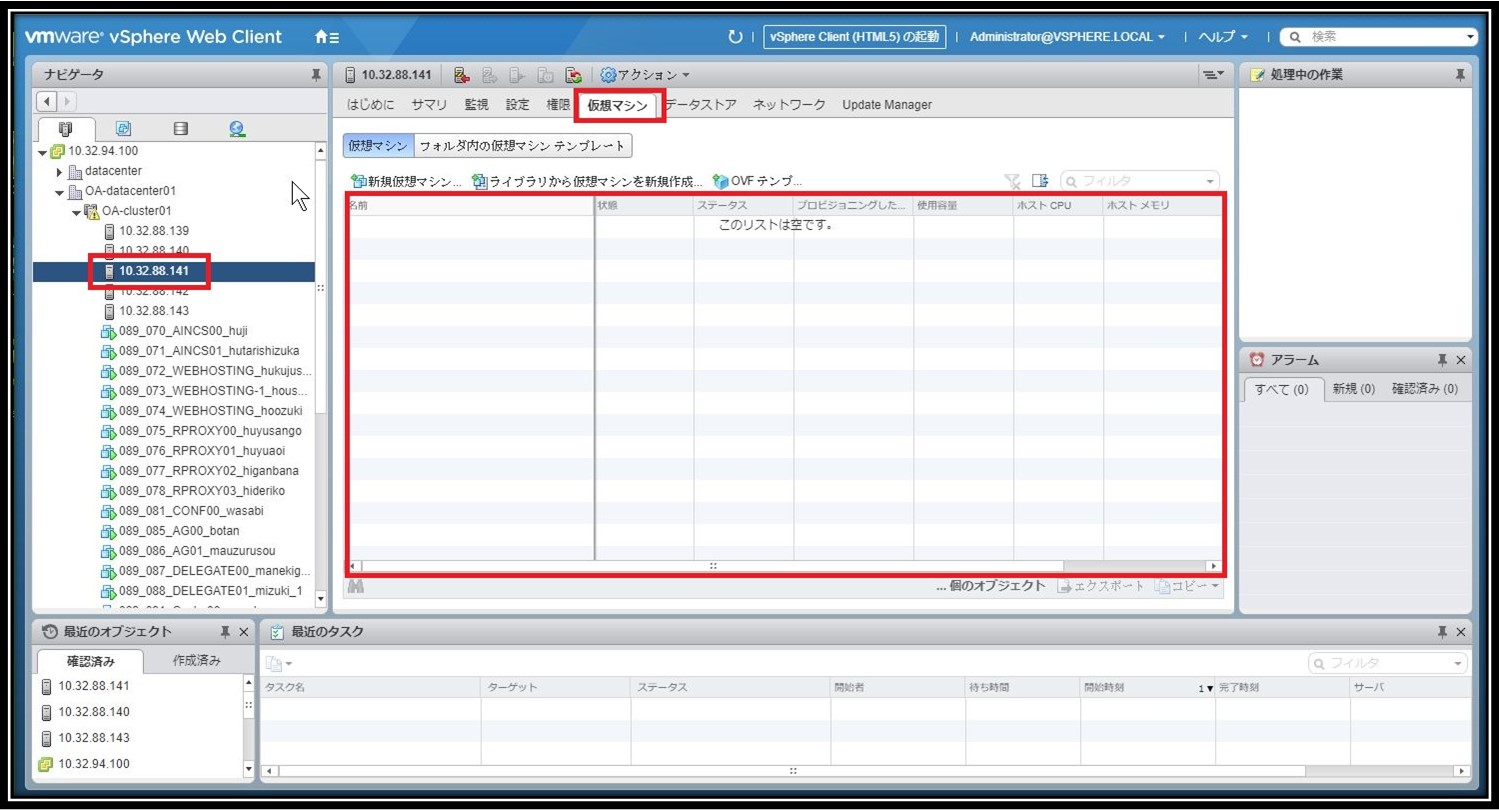 vmware® vSphere Web Client
vSphere Client (HTML5) の起動
Administrator@VSPHERE.LOCAL
ヘルプ
検索
ナビゲータ
10.32.94.100
datacenter
OA-datacenter01
OA-cluster01
10.32.88.139
10.32.88.140
10.32.88.141
10.32.88.142
10.32.88.143
089_070_AINCS00_huji
089_071_AINCS01_hutarishizuka
089_072_WEBHOSTING_hukujus...
089_073_WEBHOSTING-1_hous...
089_074_WEBHOSTING_hoozuki
089_075_RPROXY00_huyusango
089_076_RPROXY01_huyuaoi
089_077_RPROXY02_higanbana
089_078_RPROXY03_hideriko
089_081_CONF00_wasabi
089_085_AG00_botan
089_086_AG01_mauzurusou
089_087_DELEGATE00_manekig...
089_088_DELEGATE01_mizuki_1
10.32.88.141
アクション
はじめに サマリ 監視 設定 権限 仮想マシン データストア ネットワーク Update Manager
仮想マシン フォルダ内の仮想マシン テンプレート
新規仮想マシン... ライブラリから仮想マシンを新規作成... OVF テンプ... フィルタ
名前 状態 ステータス プロビジョニングした... 使用容量 ホスト CPU ホスト メモリ
このリストは空です。
... 個のオブジェクト エクスポート コピー
処理中の作業
アラーム
すべて (0) 新規 (0) 確認済み (0)
最近のオブジェクト
確認済み 作成済み
10.32.88.141
10.32.88.140
10.32.88.143
10.32.94.100
最近のタスク
フィルタ
タスク名 ターゲット ステータス 開始者 待ち時間 開始時刻 1▼ 完了時刻 サーバ